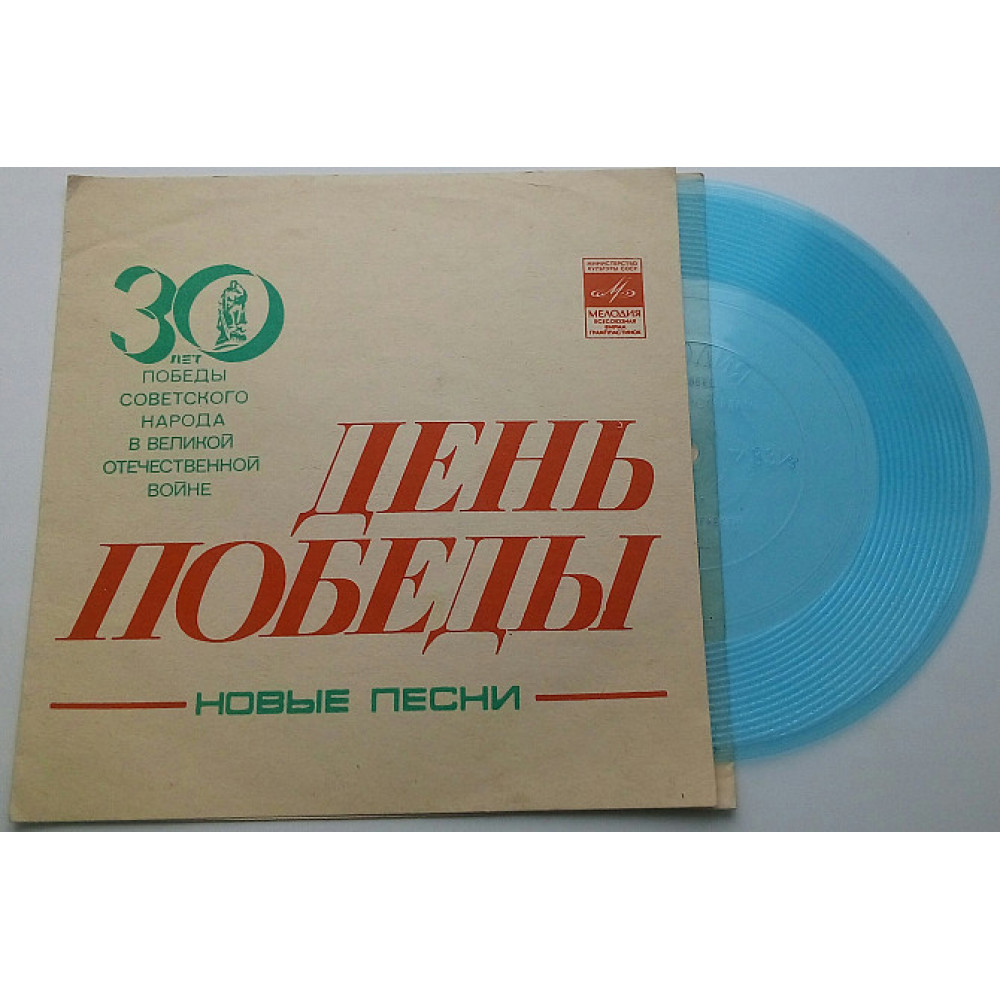 30
ЛЕТ
ПОБЕДЫ
СОВЕТСКОГО
НАРОДА
В ВЕЛИКОЙ
ОТЕЧЕСТВЕННОЙ
ВОЙНЕ
МИНИСТЕРСТВО
КУЛЬТУРЫ СССР
М
МЕЛОДИЯ
ВСЕСОЮЗНАЯ
ФИРМА
ГРАМПЛАСТИНОК
ДЕНЬ
ПОБЕДЫ
НОВЫЕ ПЕСНИ